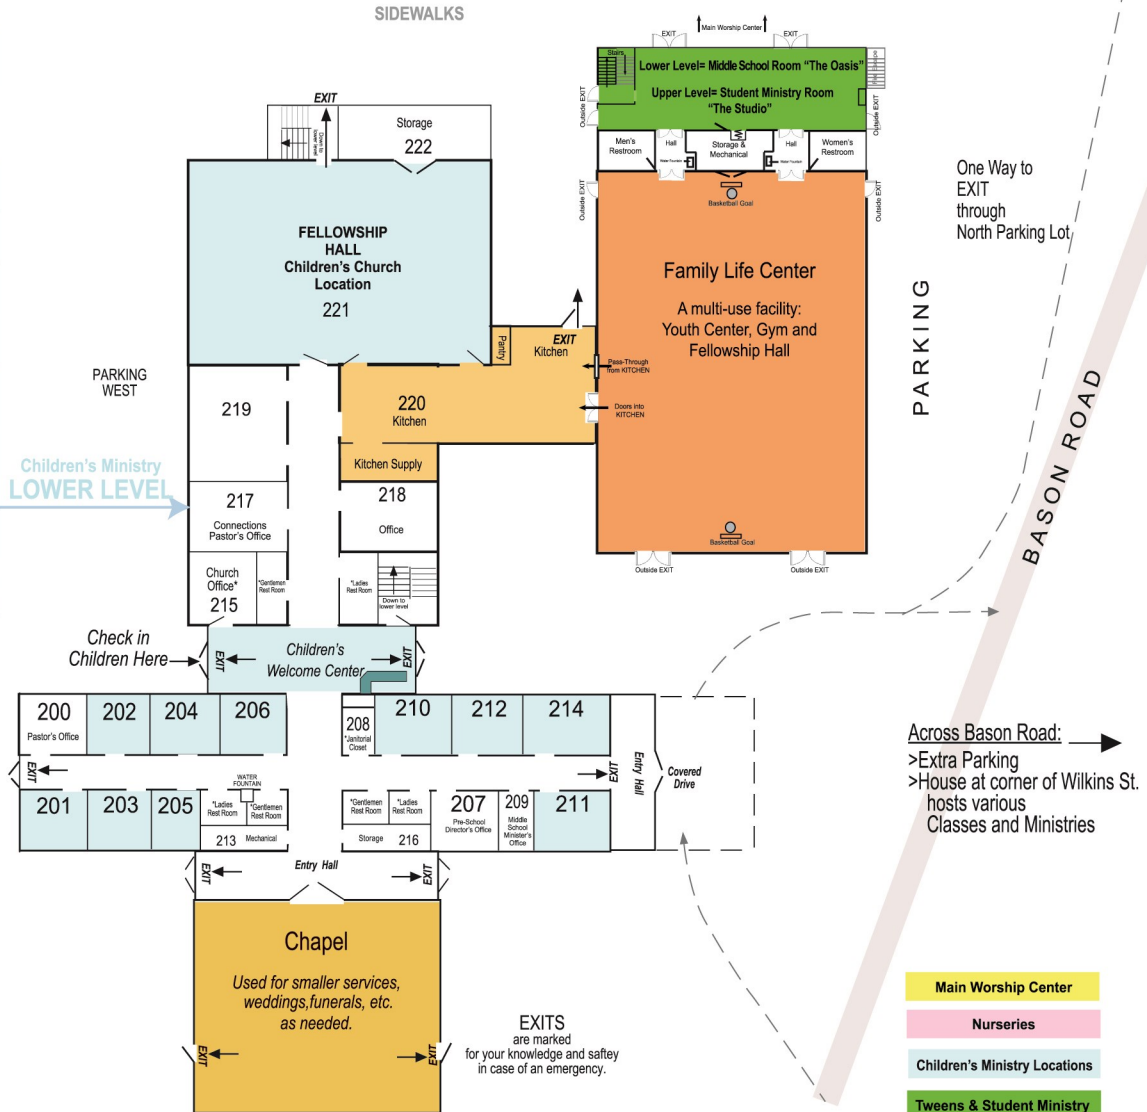 SIDEWALKS
Main Worship Center
EXIT
EXIT
Stairs
Lower Level= Middle School Room “The Oasis”
Upper Level= Student Ministry Room
“The Studio”
Outside EXIT
Outside EXIT
Men's
Restroom
Hall
Water Fountain
Storage &
Mechanical
Hall
Water Fountain
Women's
Restroom
Outside EXIT
Outside EXIT
Basketball Goal
Family Life Center
A multi-use facility:
Youth Center, Gym and
Fellowship Hall
Pass-Through
from KITCHEN
Doors into
KITCHEN
Basketball Goal
Outside EXIT
Outside EXIT
EXIT
Down to
lower level
Storage
222
FELLOWSHIP
HALL
Children's Church
Location
221
EXIT
Kitchen
Pantry
220
Kitchen
Kitchen Supply
PARKING
WEST
219
Children's Ministry
LOWER LEVEL
217
Connections
Pastor's Office
218
Office
Church
Office*
215
*Gentlemen
Rest Room
*Ladies
Rest Room
Down to
lower level
Check in
Children Here
EXIT
Children's
Welcome Center
EXIT
200
Pastor's Office
202
204
206
208
*Janitorial
Closet
210
212
214
EXIT
WATER
FOUNTAIN
EXIT
Entry Hall
Covered
Drive
201
203
205
*Ladies
Rest Room
*Gentlemen
Rest Room
213 Mechanical
*Gentlemen
Rest Room
*Ladies
Rest Room
Storage 216
207
Pre-School
Director's Office
209
Middle
School
Minister's
Office
211
EXIT
Entry Hall
EXIT
Chapel
Used for smaller services,
weddings,funerals, etc.
as needed.
EXIT
EXIT
EXITS
are marked
for your knowledge and saftey
in case of an emergency.
One Way to
EXIT
through
North Parking Lot
PARKING
BASON ROAD
Across Bason Road:
>Extra Parking
>House at corner of Wilkins St.
hosts various
Classes and Ministries
Main Worship Center
Nurseries
Children's Ministry Locations
Tweens & Student Ministry